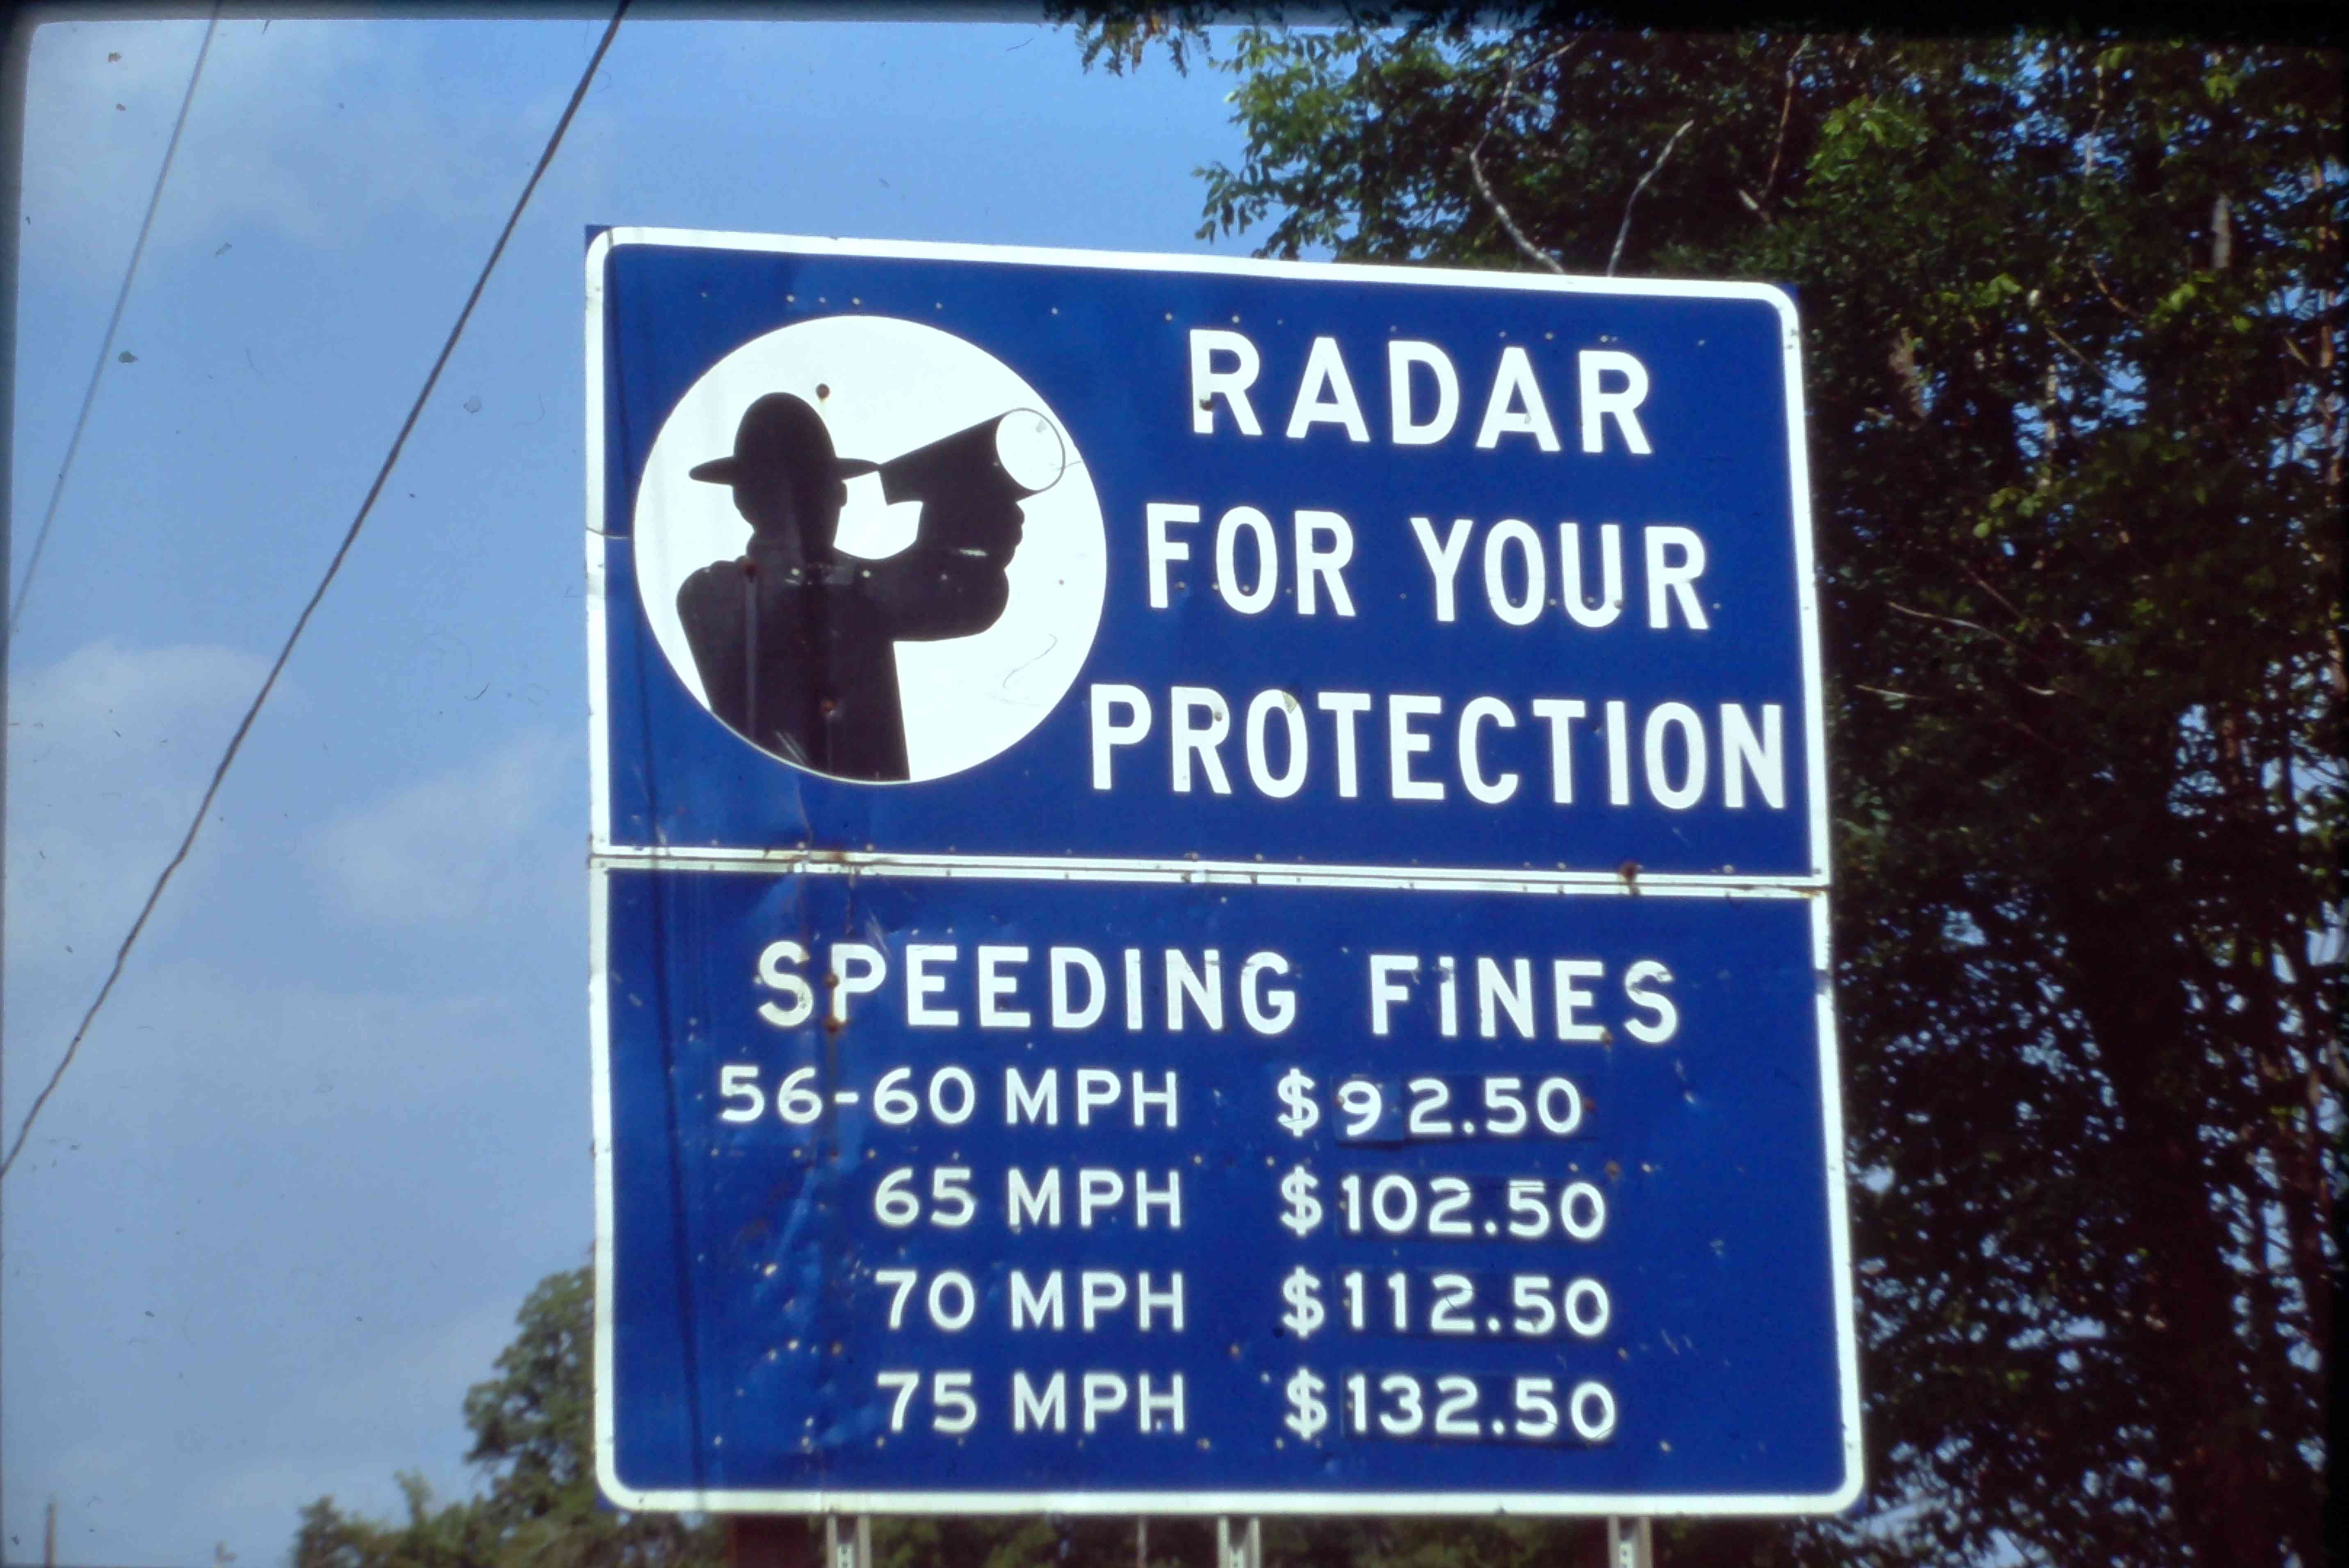 RADAR
FOR YOUR
PROTECTION
SPEEDING FINES
56-60 MPH $92.50
65 MPH $102.50
70 MPH $112.50
75 MPH $132.50